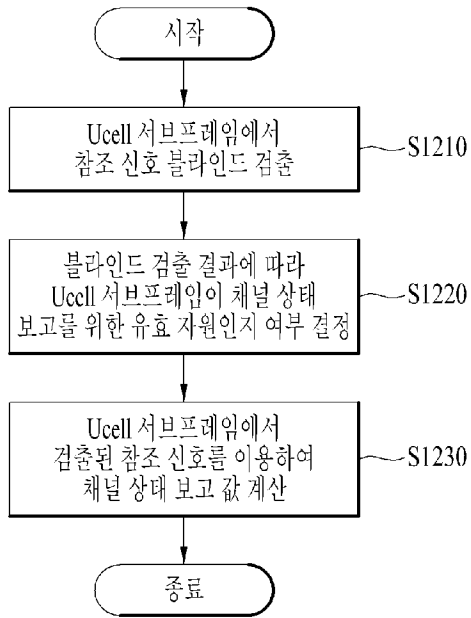 시작
Ucell 서브프레임에서
참조 신호 블라인드 검출
S1210
블라인드 검출 결과에 따라
Ucell 서브프레임이 채널 상태
보고를 위한 유효 자원인지 여부 결정
S1220
Ucell 서브프레임에서
검출된 참조 신호를 이용하여
채널 상태 보고 값 계산
S1230
종료